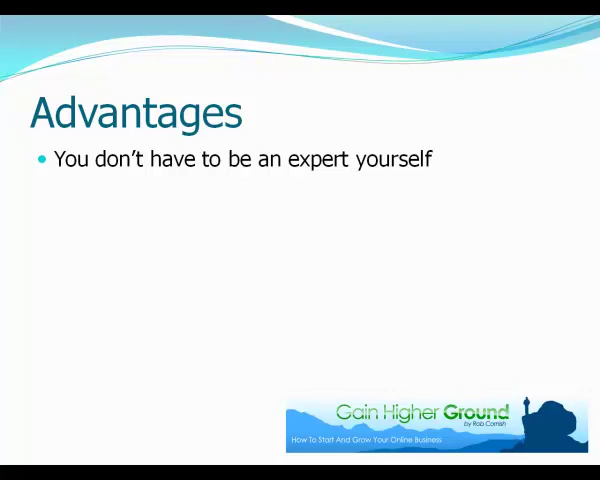 Advantages
You don't have to be an expert yourself
Gain Higher Ground
by Rob Cornish
How To Start And Grow Your Online Business